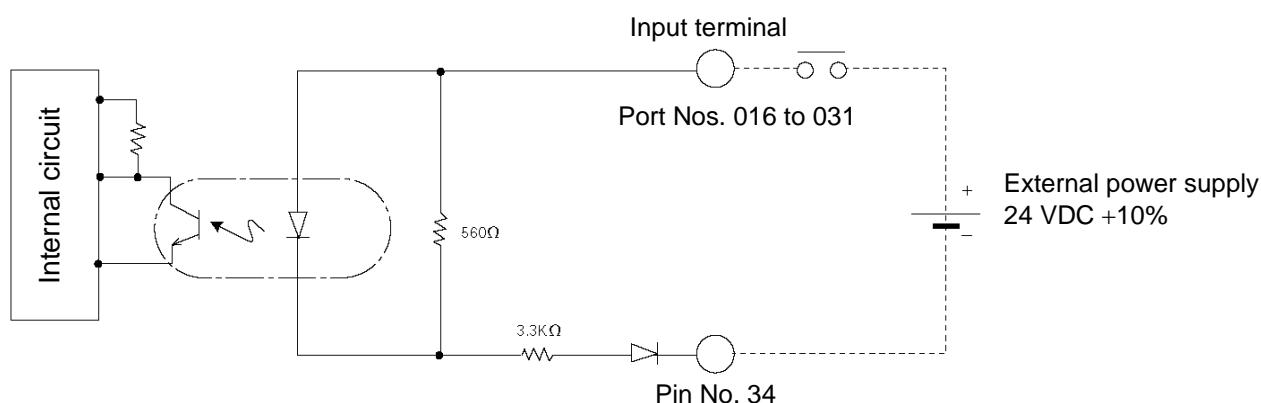 Input terminal
Port Nos. 016 to 031
Internal circuit
560Ω
+
External power supply
24 VDC +10%
−
3.3KΩ
Pin No. 34